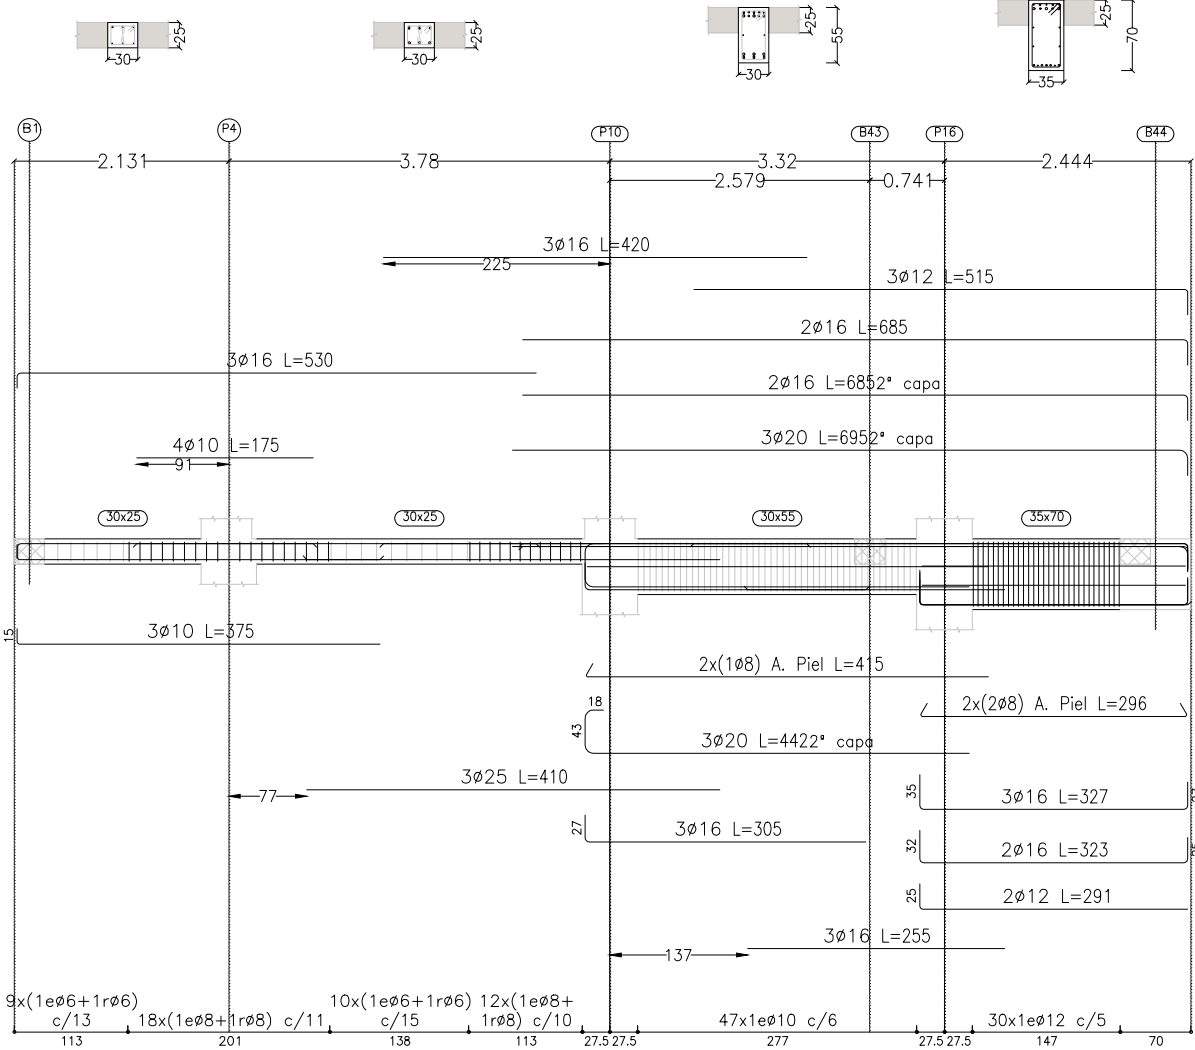 25
30
25
30
25
55
30
25
70
35
B1
P4
P10
B43
P16
B44
2.131
3.78
3.32
2.444
2.579
0.741
3ø16 L=420
225
3ø12 L=515
2ø16 L=685
3ø16 L=530
2ø16 L=6852ª capa
3ø20 L=6952ª capa
4ø10 L=175
91
30x25
30x25
30x55
35x70
15
3ø10 L=375
2x(1ø8) A. Piel L=415
18
2x(2ø8) A. Piel L=296
43
3ø20 L=4422ª capa
3ø25 L=410
77
35
3ø16 L=327
27
3ø16 L=305
32
2ø16 L=323
25
2ø12 L=291
3ø16 L=255
137
9x(1eø6+1rø6)
c/13
18x(1eø8+1rø8) c/11
10x(1eø6+1rø6)
c/15
12x(1eø8+
1rø8) c/10
47x1eø10 c/6
30x1eø12 c/5
113
201
138
113
27.5
27.5
277
27.5
27.5
147
70